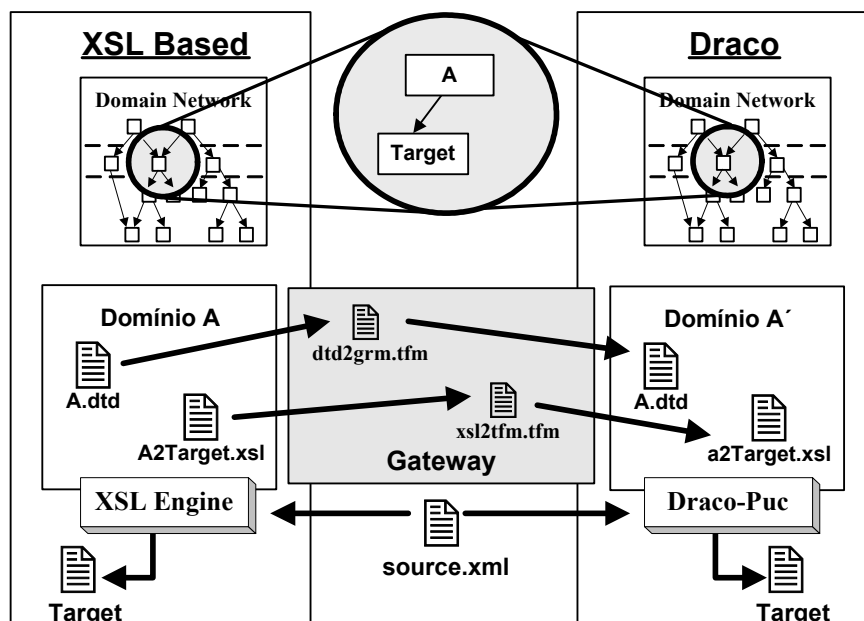 XSL Based
Draco
Domain Network
A
Target
Domain Network
Domínio A
A.dtd
A2Target.xsl
dtd2grm.tfm
xsl2tfm.tfm
Gateway
Domínio A´
A.dtd
a2Target.xsl
XSL Engine
source.xml
Draco-Puc
Target
Target